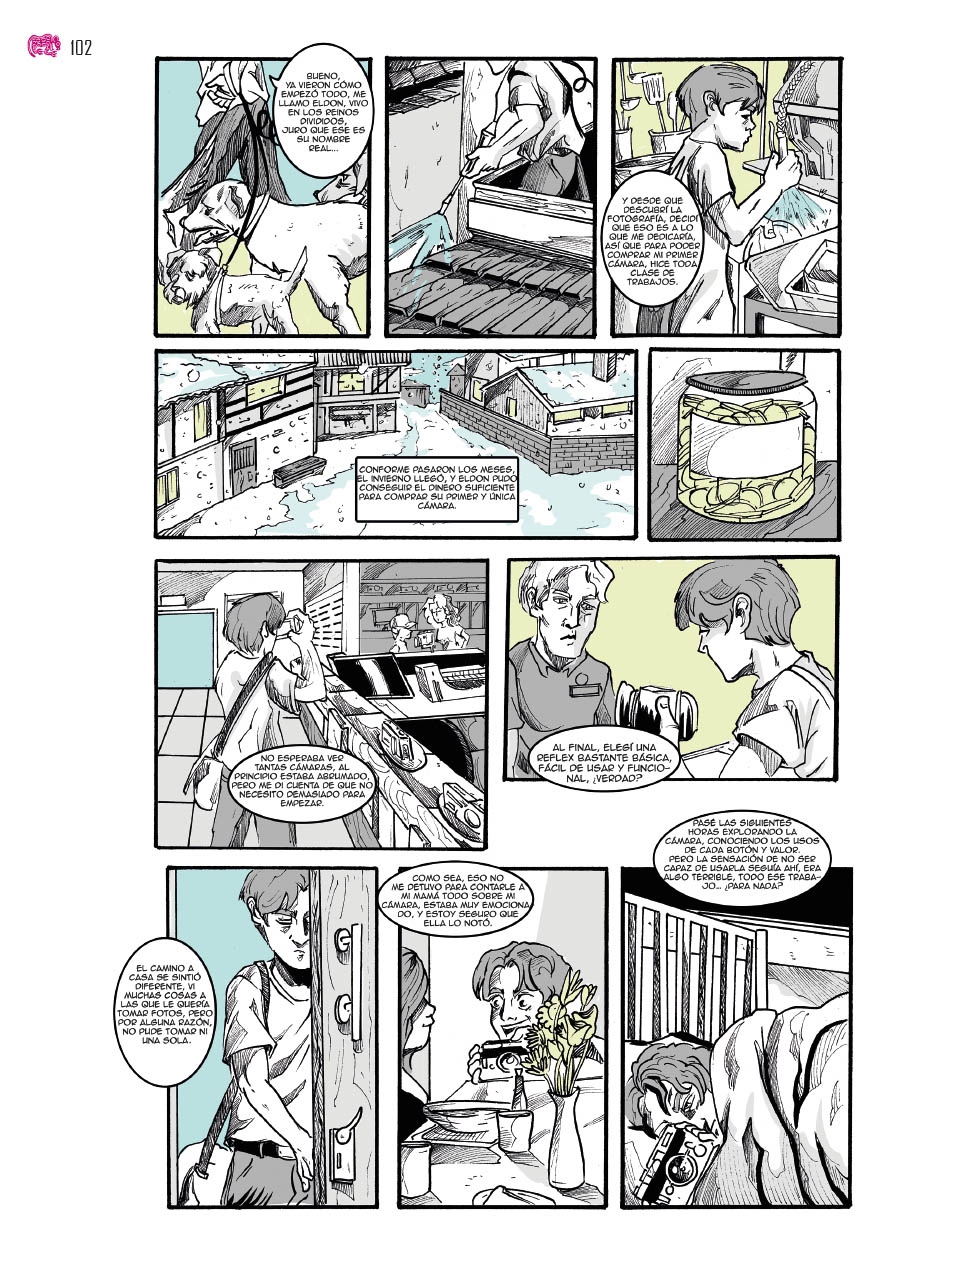 102
BUENO,
YA VIERON CÓMO
EMPEZÓ TODO, ME
LLAMO ELDON, VIVO
EN LOS REINOS
DIVIDIDOS,
JURO QUE ESE ES
SU NOMBRE
REAL...
Y DESDE QUE
DESCUBRÍ LA
FOTOGRAFÍA, DECIDÍ
QUE ESO ES A LO
QUE ME DEDICARÍA,
ASÍ QUE PARA PODER
COMPRAR MI PRIMER
CÁMARA, HICE TODA
CLASE DE
TRABAJOS.
CONFORME PASARON LOS MESES,
EL INVIERNO LLEGÓ, Y ELDON PUDO
CONSEGUIR EL DINERO SUFICIENTE
PARA COMPRAR SU PRIMER Y ÚNICA
CÁMARA.
NO ESPERABA VER
TANTAS CÁMARAS, AL
PRINCIPIO ESTABA ABRUMADO,
PERO ME DI CUENTA DE QUE NO
NECESITO DEMASIADO PARA
EMPEZAR.
AL FINAL, ELEGÍ UNA
REFLEX BASTANTE BÁSICA,
FÁCIL DE USAR Y FUNCIO-
NAL, ¿VERDAD?
EL CAMINO A
CASA SE SINTIÓ
DIFERENTE, VI
MUCHAS COSAS A
LAS QUE LE QUERÍA
TOMAR FOTOS, PERO
POR ALGUNA RAZÓN,
NO PUDE TOMAR NI
UNA SOLA.
COMO SEA, ESO NO
ME DETUVO PARA CONTARLE A
MI MAMÁ TODO SOBRE MI
CÁMARA, ESTABA MUY EMOCIONA
DO, Y ESTOY SEGURO QUE
ELLA LO NOTÓ.
PASÉ LAS SIGUIENTES
HORAS EXPLORANDO LA
CÁMARA, CONOCIENDO LOS USOS
DE CADA BOTÓN Y VALOR.
PERO LA SENSACIÓN DE NO SER
CAPAZ DE USARLA SEGUÍA AHÍ, ERA
ALGO TERRIBLE, TODO ESE TRABA-
JO... ¿PARA NADA?